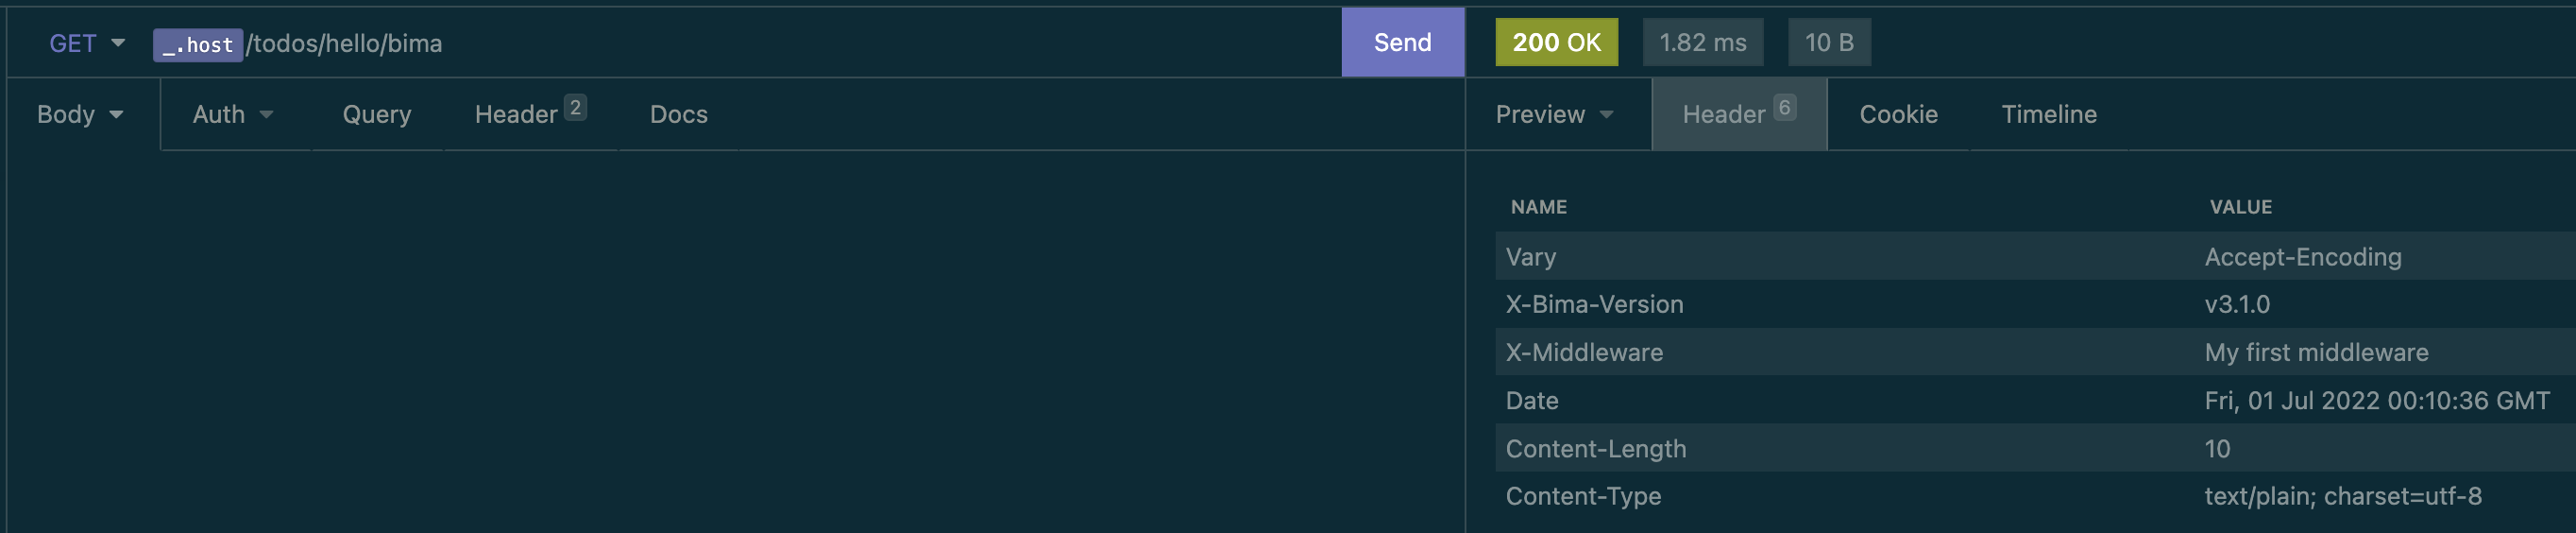 GET _.host/todos/hello/bima Send 200 OK 1.82 ms 10 B
Body Auth Query Header 2 Docs Preview Header 6 Cookie Timeline
NAME VALUE
Vary Accept-Encoding
X-Bima-Version v3.1.0
X-Middleware My first middleware
Date Fri, 01 Jul 2022 00:10:36 GMT
Content-Length 10
Content-Type text/plain; charset=utf-8